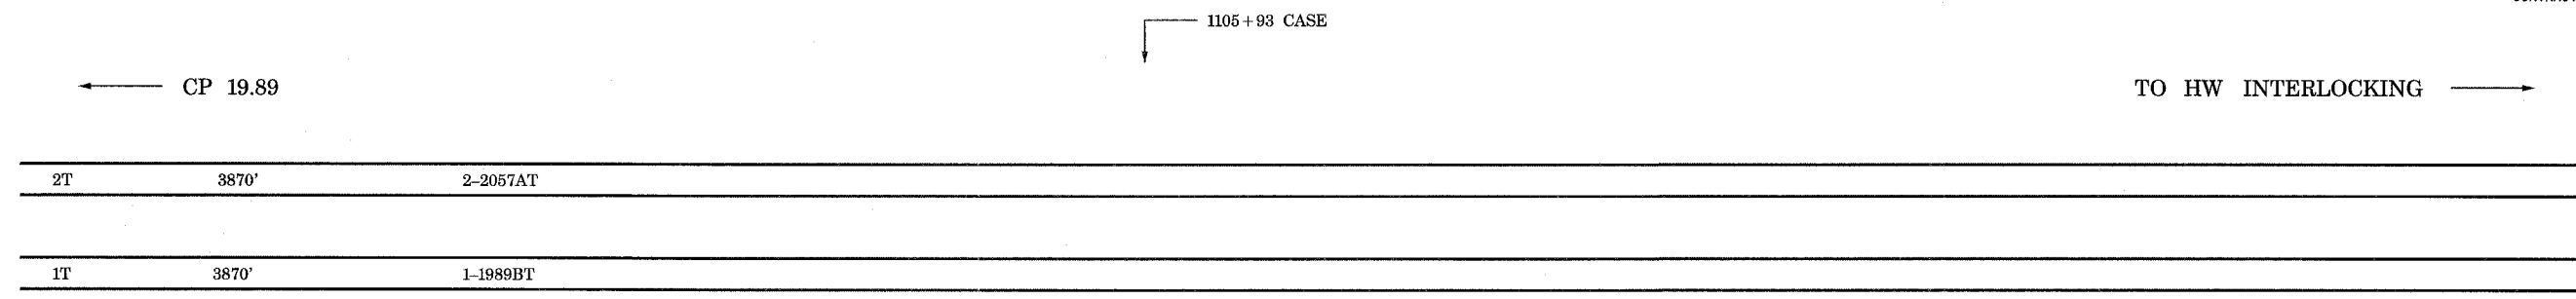 1105+93 CASE
CP 19.89
TO HW INTERLOCKING
2T 3870' 2-2057AT
1T 3870' 1-1989BT